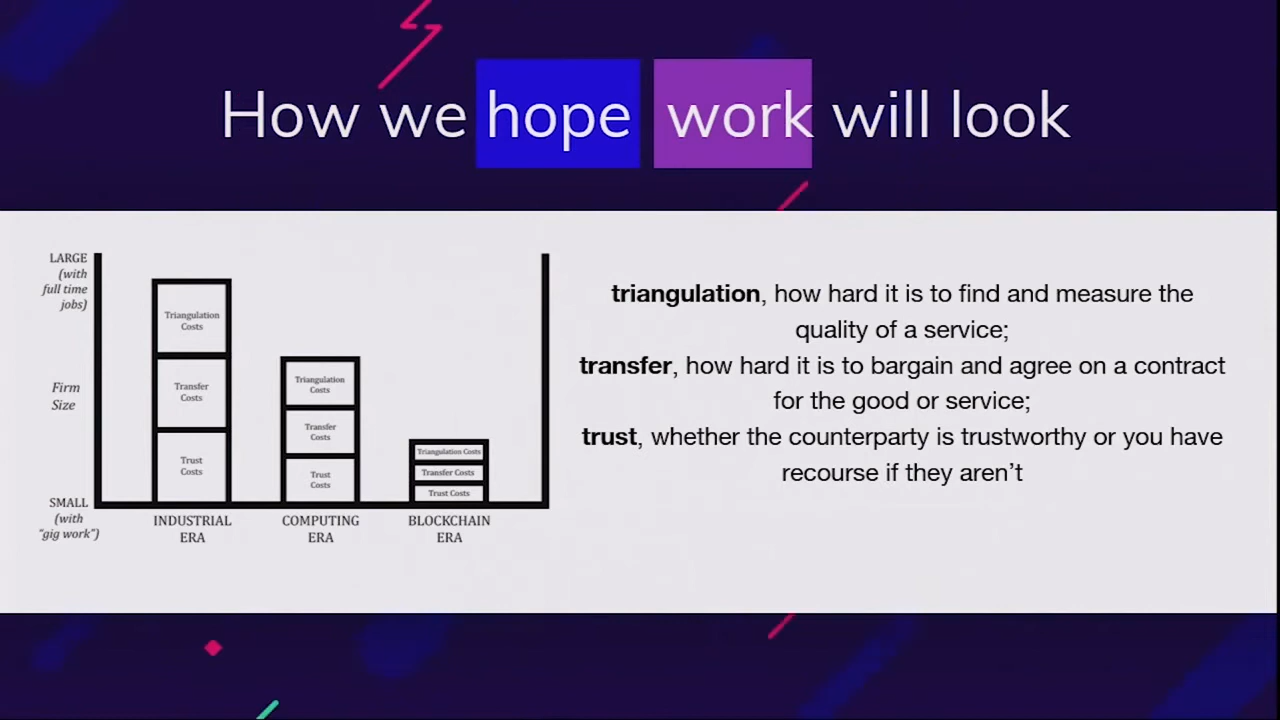 How we hope work will look
LARGE
(with
full time
jobs)
Firm
Size
SMALL
(with
"gig work")
Triangulation
Costs
Transfer
Costs
Trust
Costs
INDUSTRIAL
ERA
Triangulation
Costs
Transfer
Costs
Trust
Costs
COMPUTING
ERA
Triangulation Costs
Transfer Costs
Trust Costs
BLOCKCHAIN
ERA
triangulation, how hard it is to find and measure the
quality of a service;
transfer, how hard it is to bargain and agree on a contract
for the good or service;
trust, whether the counterparty is trustworthy or you have
recourse if they aren’t